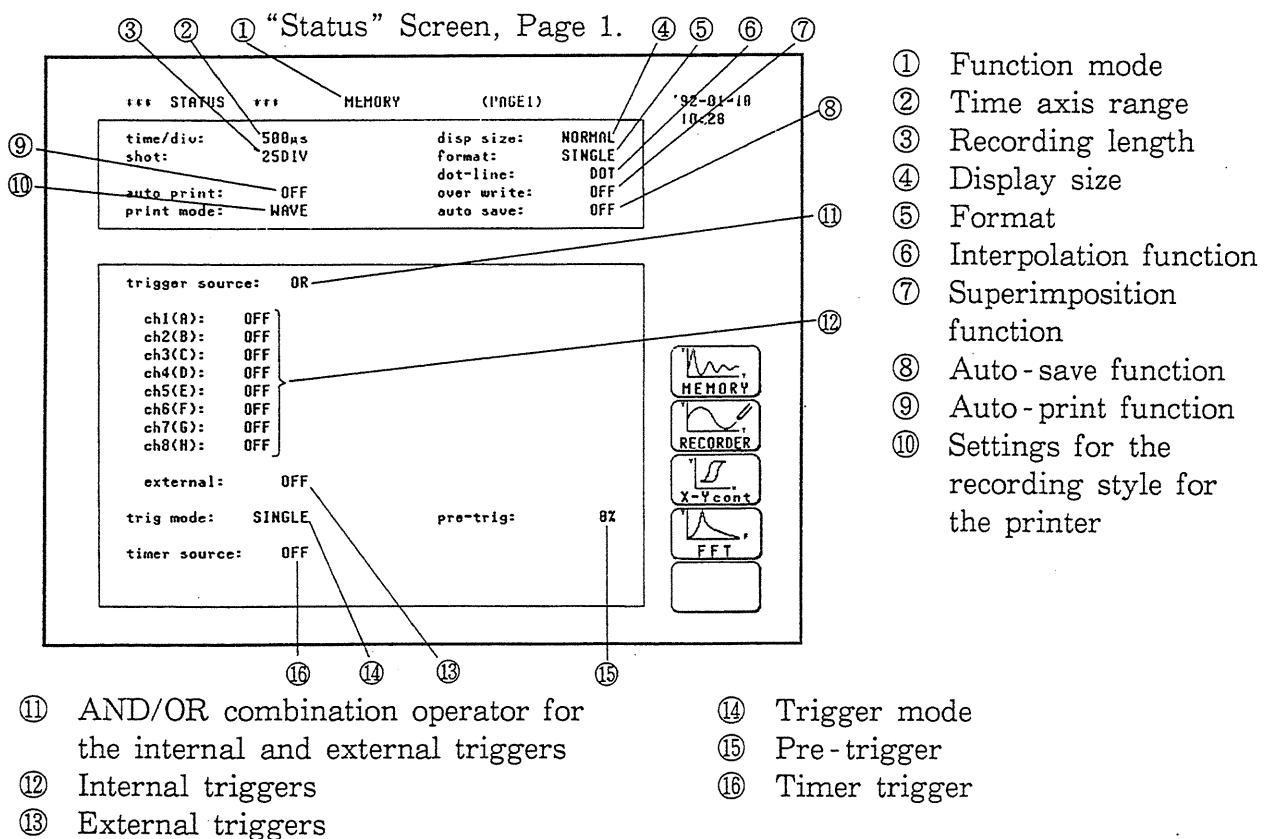 "Status" Screen, Page 1.
③ ② ① ④ ⑤ ⑥ ⑦
*** STATUS *** MEMORY (PAGE1) '92-01-18
10:28
⑧
time/div: 500µs disp size: NORMAL
⑨ shot: 25DIV format: SINGLE
dot-line: DOT
⑩ auto print: OFF over write: OFF
print mode: WAVE auto save: OFF
⑪
trigger source: OR
ch1(A): OFF
ch2(B): OFF
ch3(C): OFF
ch4(D): OFF
ch5(E): OFF
ch6(F): OFF
ch7(G): OFF
ch8(H): OFF
⑫
external: OFF
trig mode: SINGLE pre-trig: 8%
timer source: OFF
Y T
MEMORY
Y T
RECORDER
Y X
X-Ycont
Y F
FFT
⑯ ⑭ ⑬ ⑮
① Function mode
② Time axis range
③ Recording length
④ Display size
⑤ Format
⑥ Interpolation function
⑦ Superimposition
function
⑧ Auto-save function
⑨ Auto-print function
⑩ Settings for the
recording style for
the printer
⑪ AND/OR combination operator for
the internal and external triggers
⑫ Internal triggers
⑬ External triggers
⑭ Trigger mode
⑮ Pre-trigger
⑯ Timer trigger